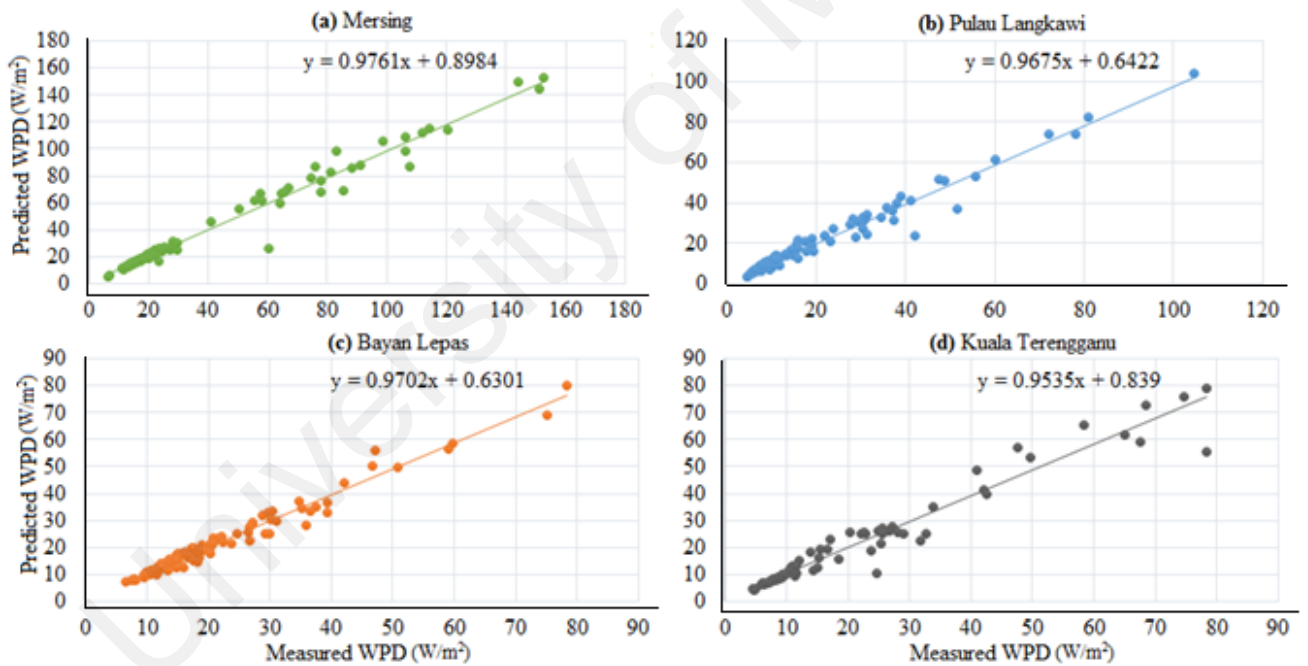 (a) Mersing
(b) Pulau Langkawi
y = 0.9761x + 0.8984
y = 0.9675x + 0.6422
Predicted WPD (W/m²)
180
160
140
120
100
80
60
40
20
0
0 20 40 60 80 100 120 140 160 180
120
100
80
60
40
20
0
0 20 40 60 80 100 120
(c) Bayan Lepas
(d) Kuala Terengganu
y = 0.9702x + 0.6301
y = 0.9535x + 0.839
Predicted WPD (W/m²)
90
80
70
60
50
40
30
20
10
0
0 10 20 30 40 50 60 70 80 90
90
80
70
60
50
40
30
20
10
0
0 10 20 30 40 50 60 70 80 90
Measured WPD (W/m²)
Measured WPD (W/m²)
University of